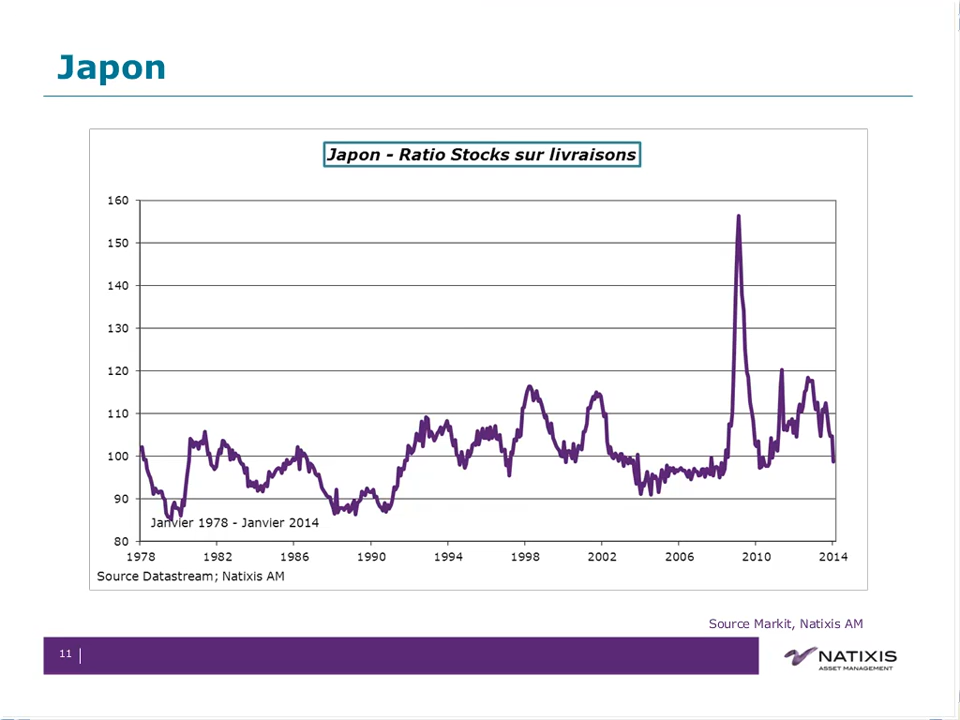 Japon
Japon - Ratio Stocks sur livraisons
160
150
140
130
120
110
100
90
80
Janvier 1978 - Janvier 2014
1978 1982 1986 1990 1994 1998 2002 2006 2010 2014
Source Datastream; Natixis AM
Source Markit, Natixis AM
11
NATIXIS
ASSET MANAGEMENT